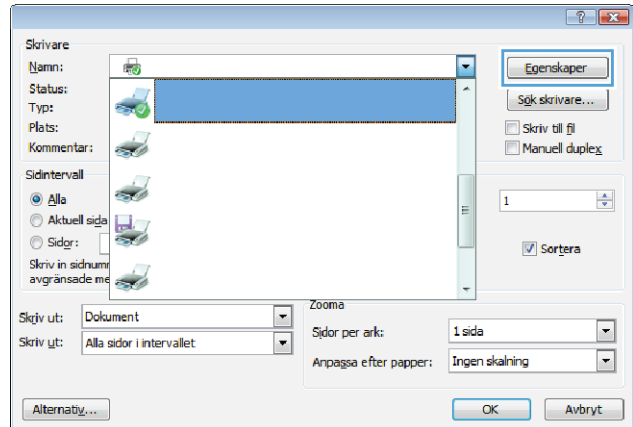 Skrivare
Namn:
Egenskaper
Status:
Typ:
Sök skrivare...
Plats:
Skriv till fil
Kommentar:
Manuell duplex
Sidintervall
Alla
1
Aktuell sida
Sidor:
Sortera
Skriv in sidnumr
avgränsade me
Zooma
Skriv ut: Dokument
Sidor per ark: 1 sida
Skriv ut: Alla sidor i intervallet
Anpassa efter papper: Ingen skalning
Alternativ...
OK
Avbryt